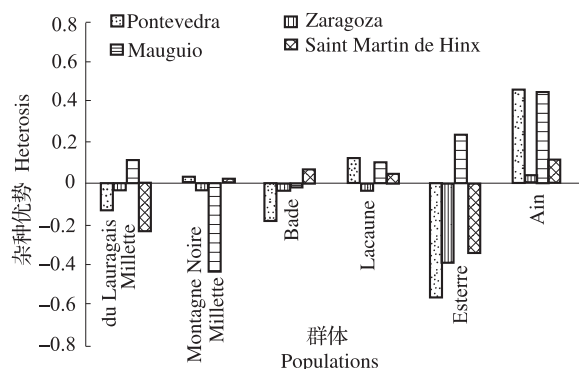 Pontevedra
Zaragoza
Mauguio
Saint Martin de Hinx
杂种优势 Heterosis
0.8
0.6
0.4
0.2
0
−0.2
−0.4
−0.6
−0.8
du Lauragais
Millette
Montagne Noire
Millette
Bade
Lacaune
Esterre
Ain
群体
Populations